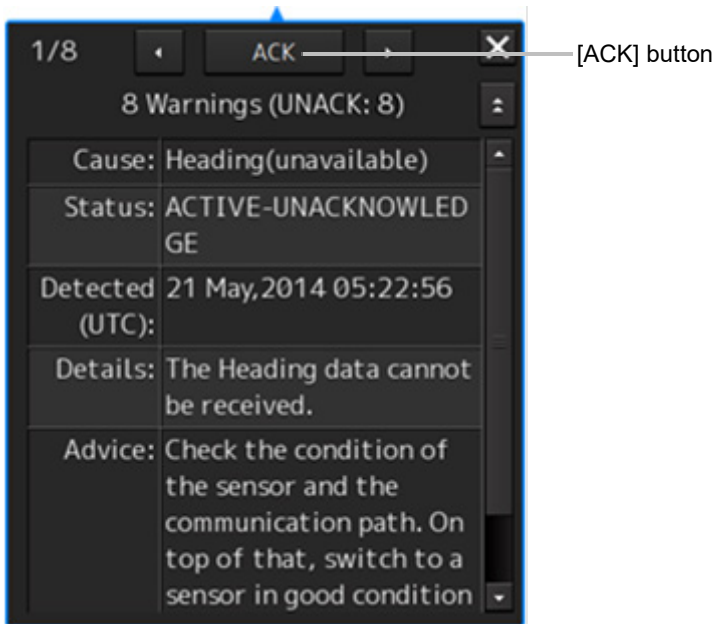 1/8 ACK [ACK] button
8 Warnings (UNACK: 8)
Cause: Heading(unavailable)
Status: ACTIVE-UNACKNOWLED
GE
Detected 21 May,2014 05:22:56
(UTC):
Details: The Heading data cannot
be received.
Advice: Check the condition of
the sensor and the
communication path. On
top of that, switch to a
sensor in good condition